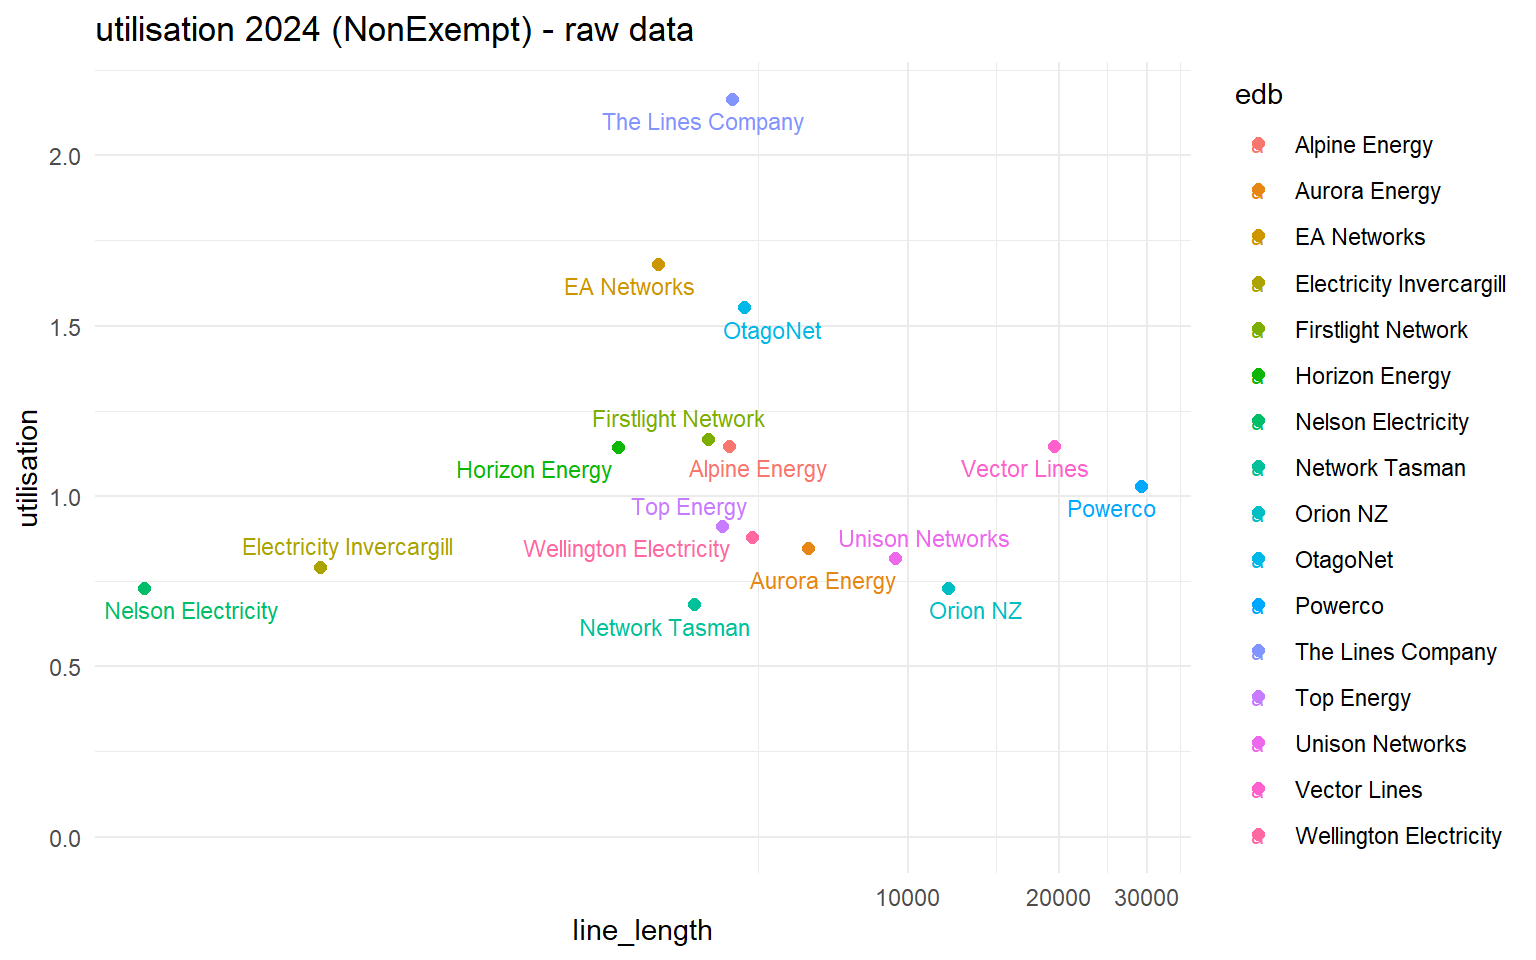 utilisation 2024 (NonExempt) - raw data
utilisation
2.0
1.5
1.0
0.5
0.0
The Lines Company
EA Networks
OtagoNet
Firstlight Network
Horizon Energy
Alpine Energy
Vector Lines
Top Energy
Powerco
Electricity Invercargill
Wellington Electricity
Unison Networks
Aurora Energy
Nelson Electricity
Network Tasman
Orion NZ
10000
20000
30000
line_length
edb
a Alpine Energy
a Aurora Energy
a EA Networks
a Electricity Invercargill
a Firstlight Network
a Horizon Energy
a Nelson Electricity
a Network Tasman
a Orion NZ
a OtagoNet
a Powerco
a The Lines Company
a Top Energy
a Unison Networks
a Vector Lines
a Wellington Electricity